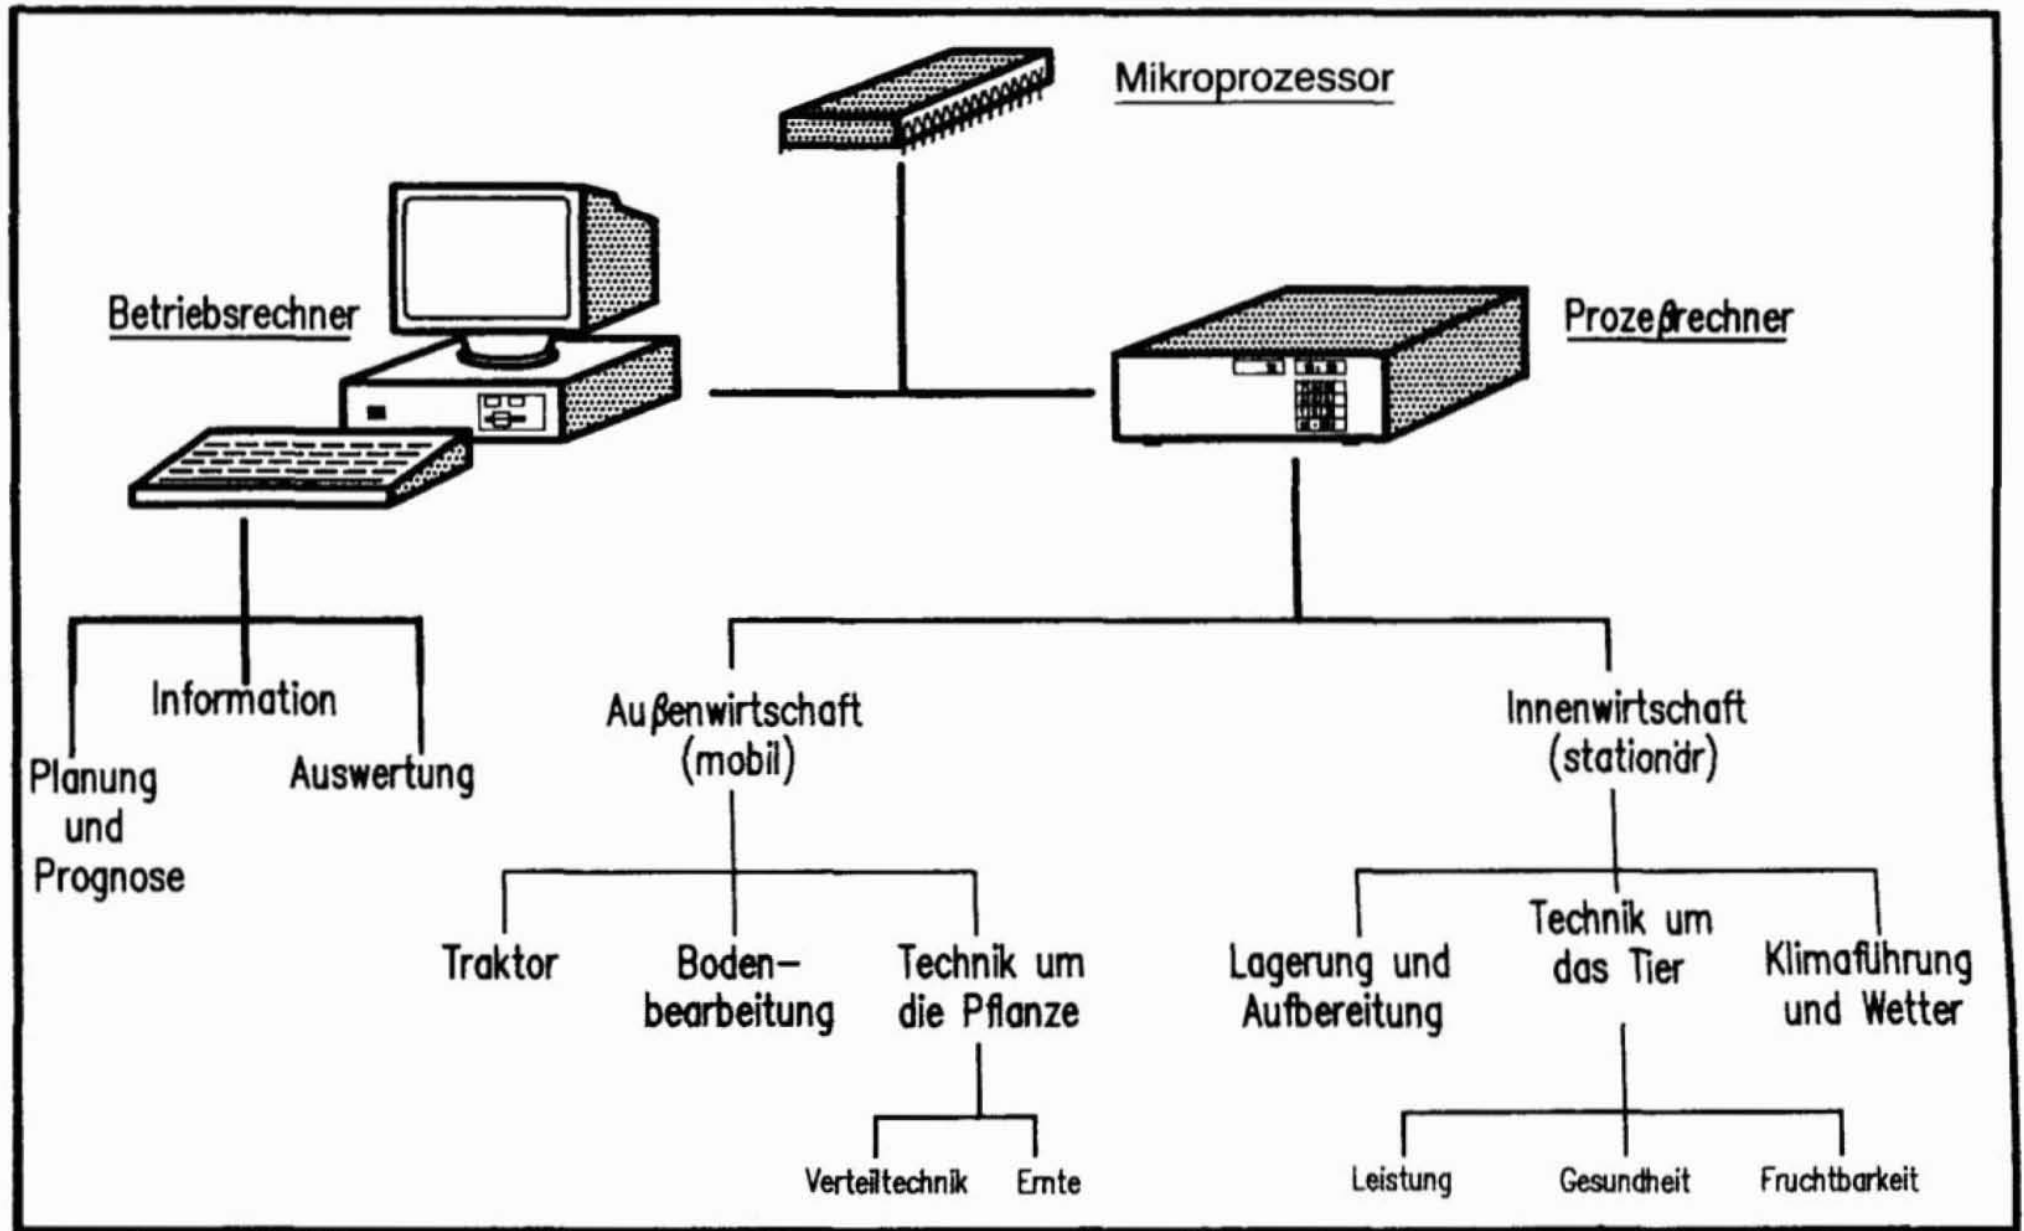 Mikroprozessor
Betriebsrechner
Prozeßrechner
Information
Planung
und
Prognose
Auswertung
Außenwirtschaft
(mobil)
Innenwirtschaft
(stationär)
Traktor
Boden-
bearbeitung
Technik um
die Pflanze
Lagerung und
Aufbereitung
Technik um
das Tier
Klimaführung
und Wetter
Verteiltechnik
Ernte
Leistung
Gesundheit
Fruchtbarkeit